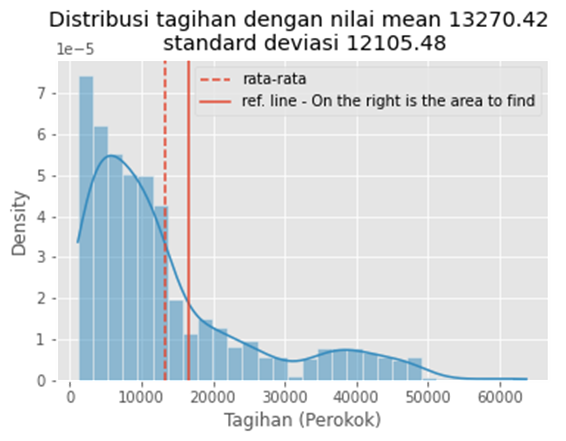 Distribusi tagihan dengan nilai mean 13270.42
standard deviasi 12105.48
1e−5
rata-rata
ref. line - On the right is the area to find
7
6
5
4
3
2
1
0
Density
0 10000 20000 30000 40000 50000 60000
Tagihan (Perokok)